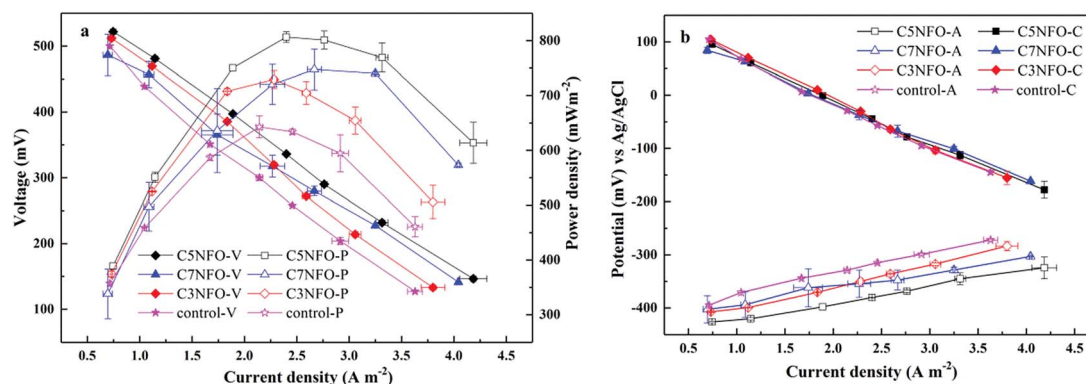 a
500
400
300
200
100
Voltage (mV)
C5NFO-V
C7NFO-V
C3NFO-V
control-V
C5NFO-P
C7NFO-P
C3NFO-P
control-P
800
700
600
500
400
300
Power density (mWm-2)
0.5 1.0 1.5 2.0 2.5 3.0 3.5 4.0 4.5
Current density (A m-2)
b
100
0
-100
-200
-300
-400
Potential (mV) vs Ag/AgCl
C5NFO-A
C7NFO-A
C3NFO-A
control-A
C5NFO-C
C7NFO-C
C3NFO-C
control-C
0.5 1.0 1.5 2.0 2.5 3.0 3.5 4.0 4.5
Current density (A m-2)